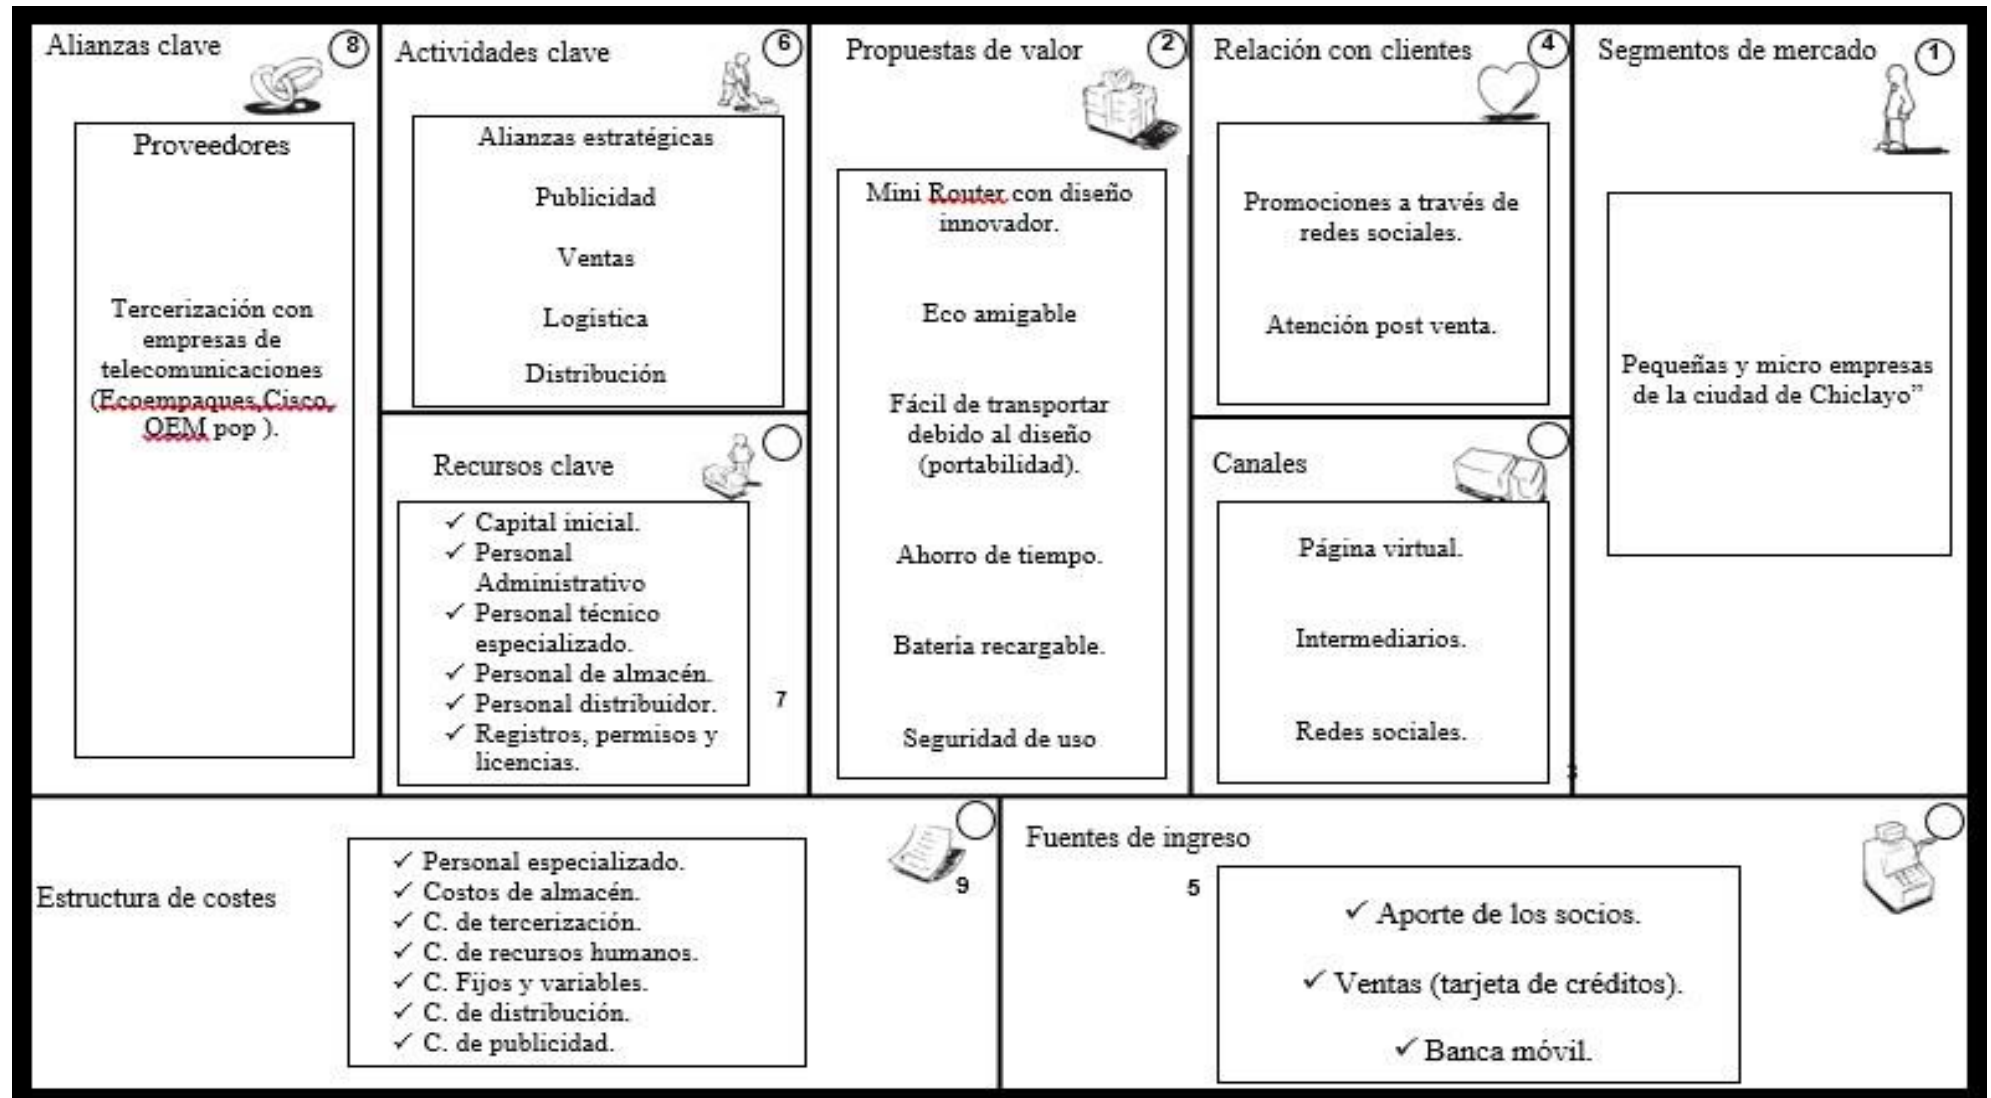 Alianzas clave
8
Proveedores
Tercerización con
empresas de
telecomunicaciones
(Ecoempaques,Cisco,
OEM pop ).
Actividades clave
6
Alianzas estratégicas
Publicidad
Ventas
Logística
Distribución
Recursos clave
✓ Capital inicial.
✓ Personal
Administrativo
✓ Personal técnico
especializado.
✓ Personal de almacén.
✓ Personal distribuidor.
✓ Registros, permisos y
licencias.
7
Propuestas de valor
2
Mini Router con diseño
innovador.
Eco amigable
Fácil de transportar
debido al diseño
(portabilidad).
Ahorro de tiempo.
Batería recargable.
Seguridad de uso
Relación con clientes
4
Promociones a través de
redes sociales.
Atención post venta.
Canales
Página virtual.
Intermediarios.
Redes sociales.
3
Segmentos de mercado
1
Pequeñas y micro empresas
de la ciudad de Chiclayo”
Estructura de costes
✓ Personal especializado.
✓ Costos de almacén.
✓ C. de tercerización.
✓ C. de recursos humanos.
✓ C. Fijos y variables.
✓ C. de distribución.
✓ C. de publicidad.
9
Fuentes de ingreso
5
✓ Aporte de los socios.
✓ Ventas (tarjeta de créditos).
✓ Banca móvil.